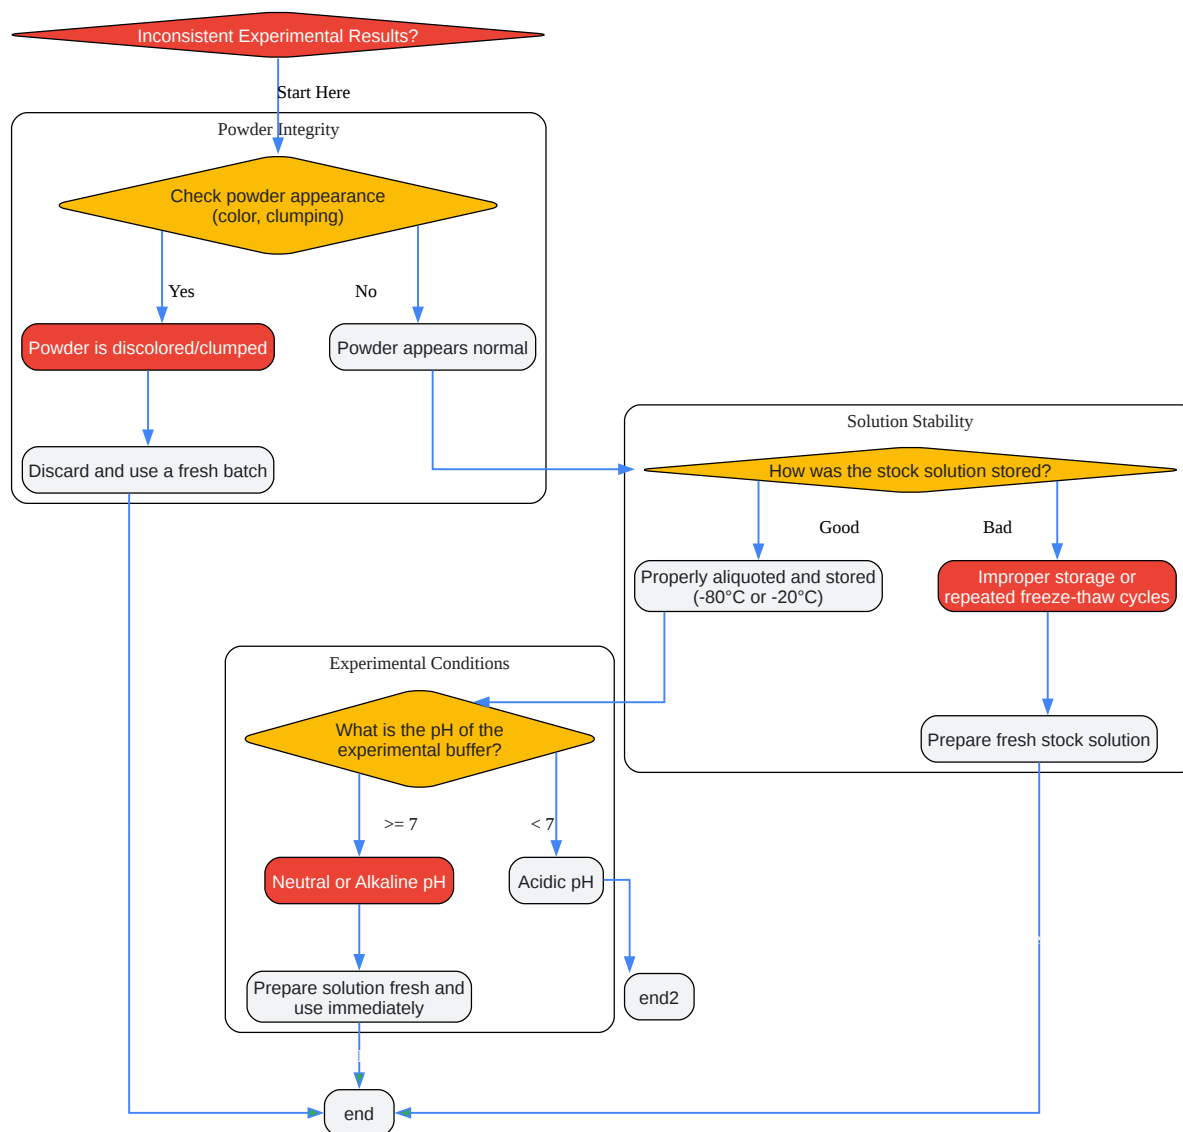 Inconsistent Experimental Results?
Start Here
Powder Integrity
Check powder appearance
(color, clumping)
Yes
No
Powder is discolored/clumped
Powder appears normal
Discard and use a fresh batch
Solution Stability
How was the stock solution stored?
Good
Bad
Properly aliquoted and stored
(-80°C or -20°C)
Improper storage or
repeated freeze-thaw cycles
Prepare fresh stock solution
Experimental Conditions
What is the pH of the
experimental buffer?
>= 7
< 7
Neutral or Alkaline pH
Acidic pH
Prepare solution fresh and
use immediately
end2
end